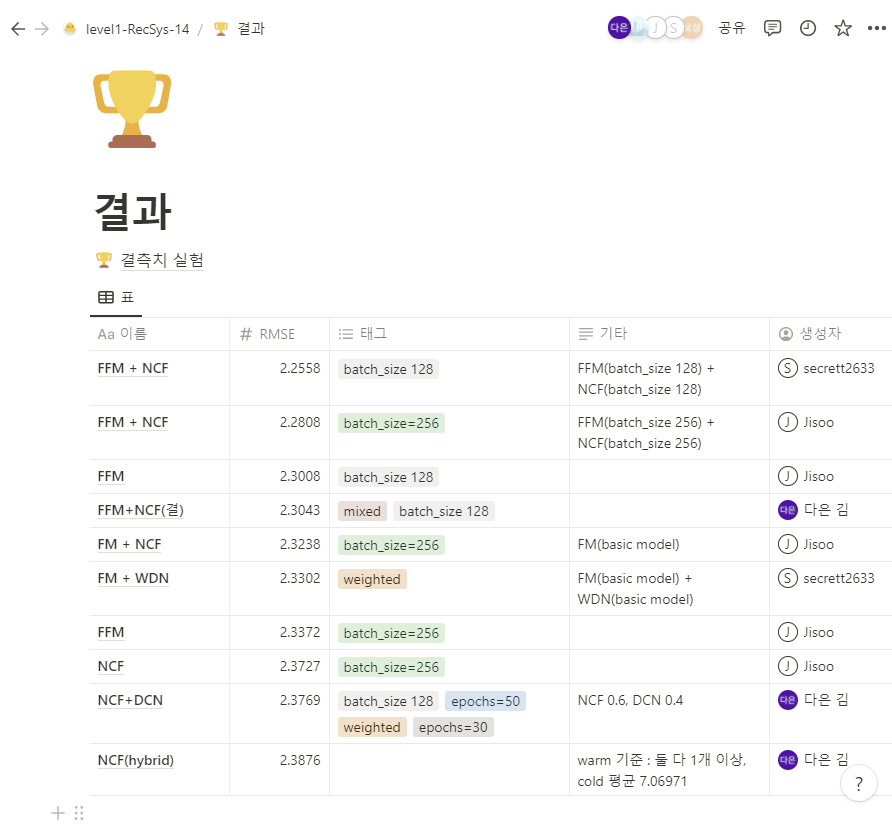 level1-RecSys-14 / 결과
다은 J S 보성 공유
결과
결측치 실험
표
Aa 이름 # RMSE 태그 기타 생성자
FFM + NCF 2.2558 batch_size 128 FFM(batch_size 128) + S secrett2633
NCF(batch_size 128)
FFM + NCF 2.2808 batch_size=256 FFM(batch_size 256) + J Jisoo
NCF(batch_size 256)
FFM 2.3008 batch_size 128 J Jisoo
FFM+NCF(결) 2.3043 mixed batch_size 128 다은 다은 김
FM + NCF 2.3238 batch_size=256 FM(basic model) J Jisoo
FM + WDN 2.3302 weighted FM(basic model) + S secrett2633
WDN(basic model)
FFM 2.3372 batch_size=256 J Jisoo
NCF 2.3727 batch_size=256 J Jisoo
NCF+DCN 2.3769 batch_size 128 epochs=50 NCF 0.6, DCN 0.4 다은 다은 김
weighted epochs=30
NCF(hybrid) 2.3876 warm 기준 : 둘 다 1개 이상, 다은 다은 김
cold 평균 7.06971
?